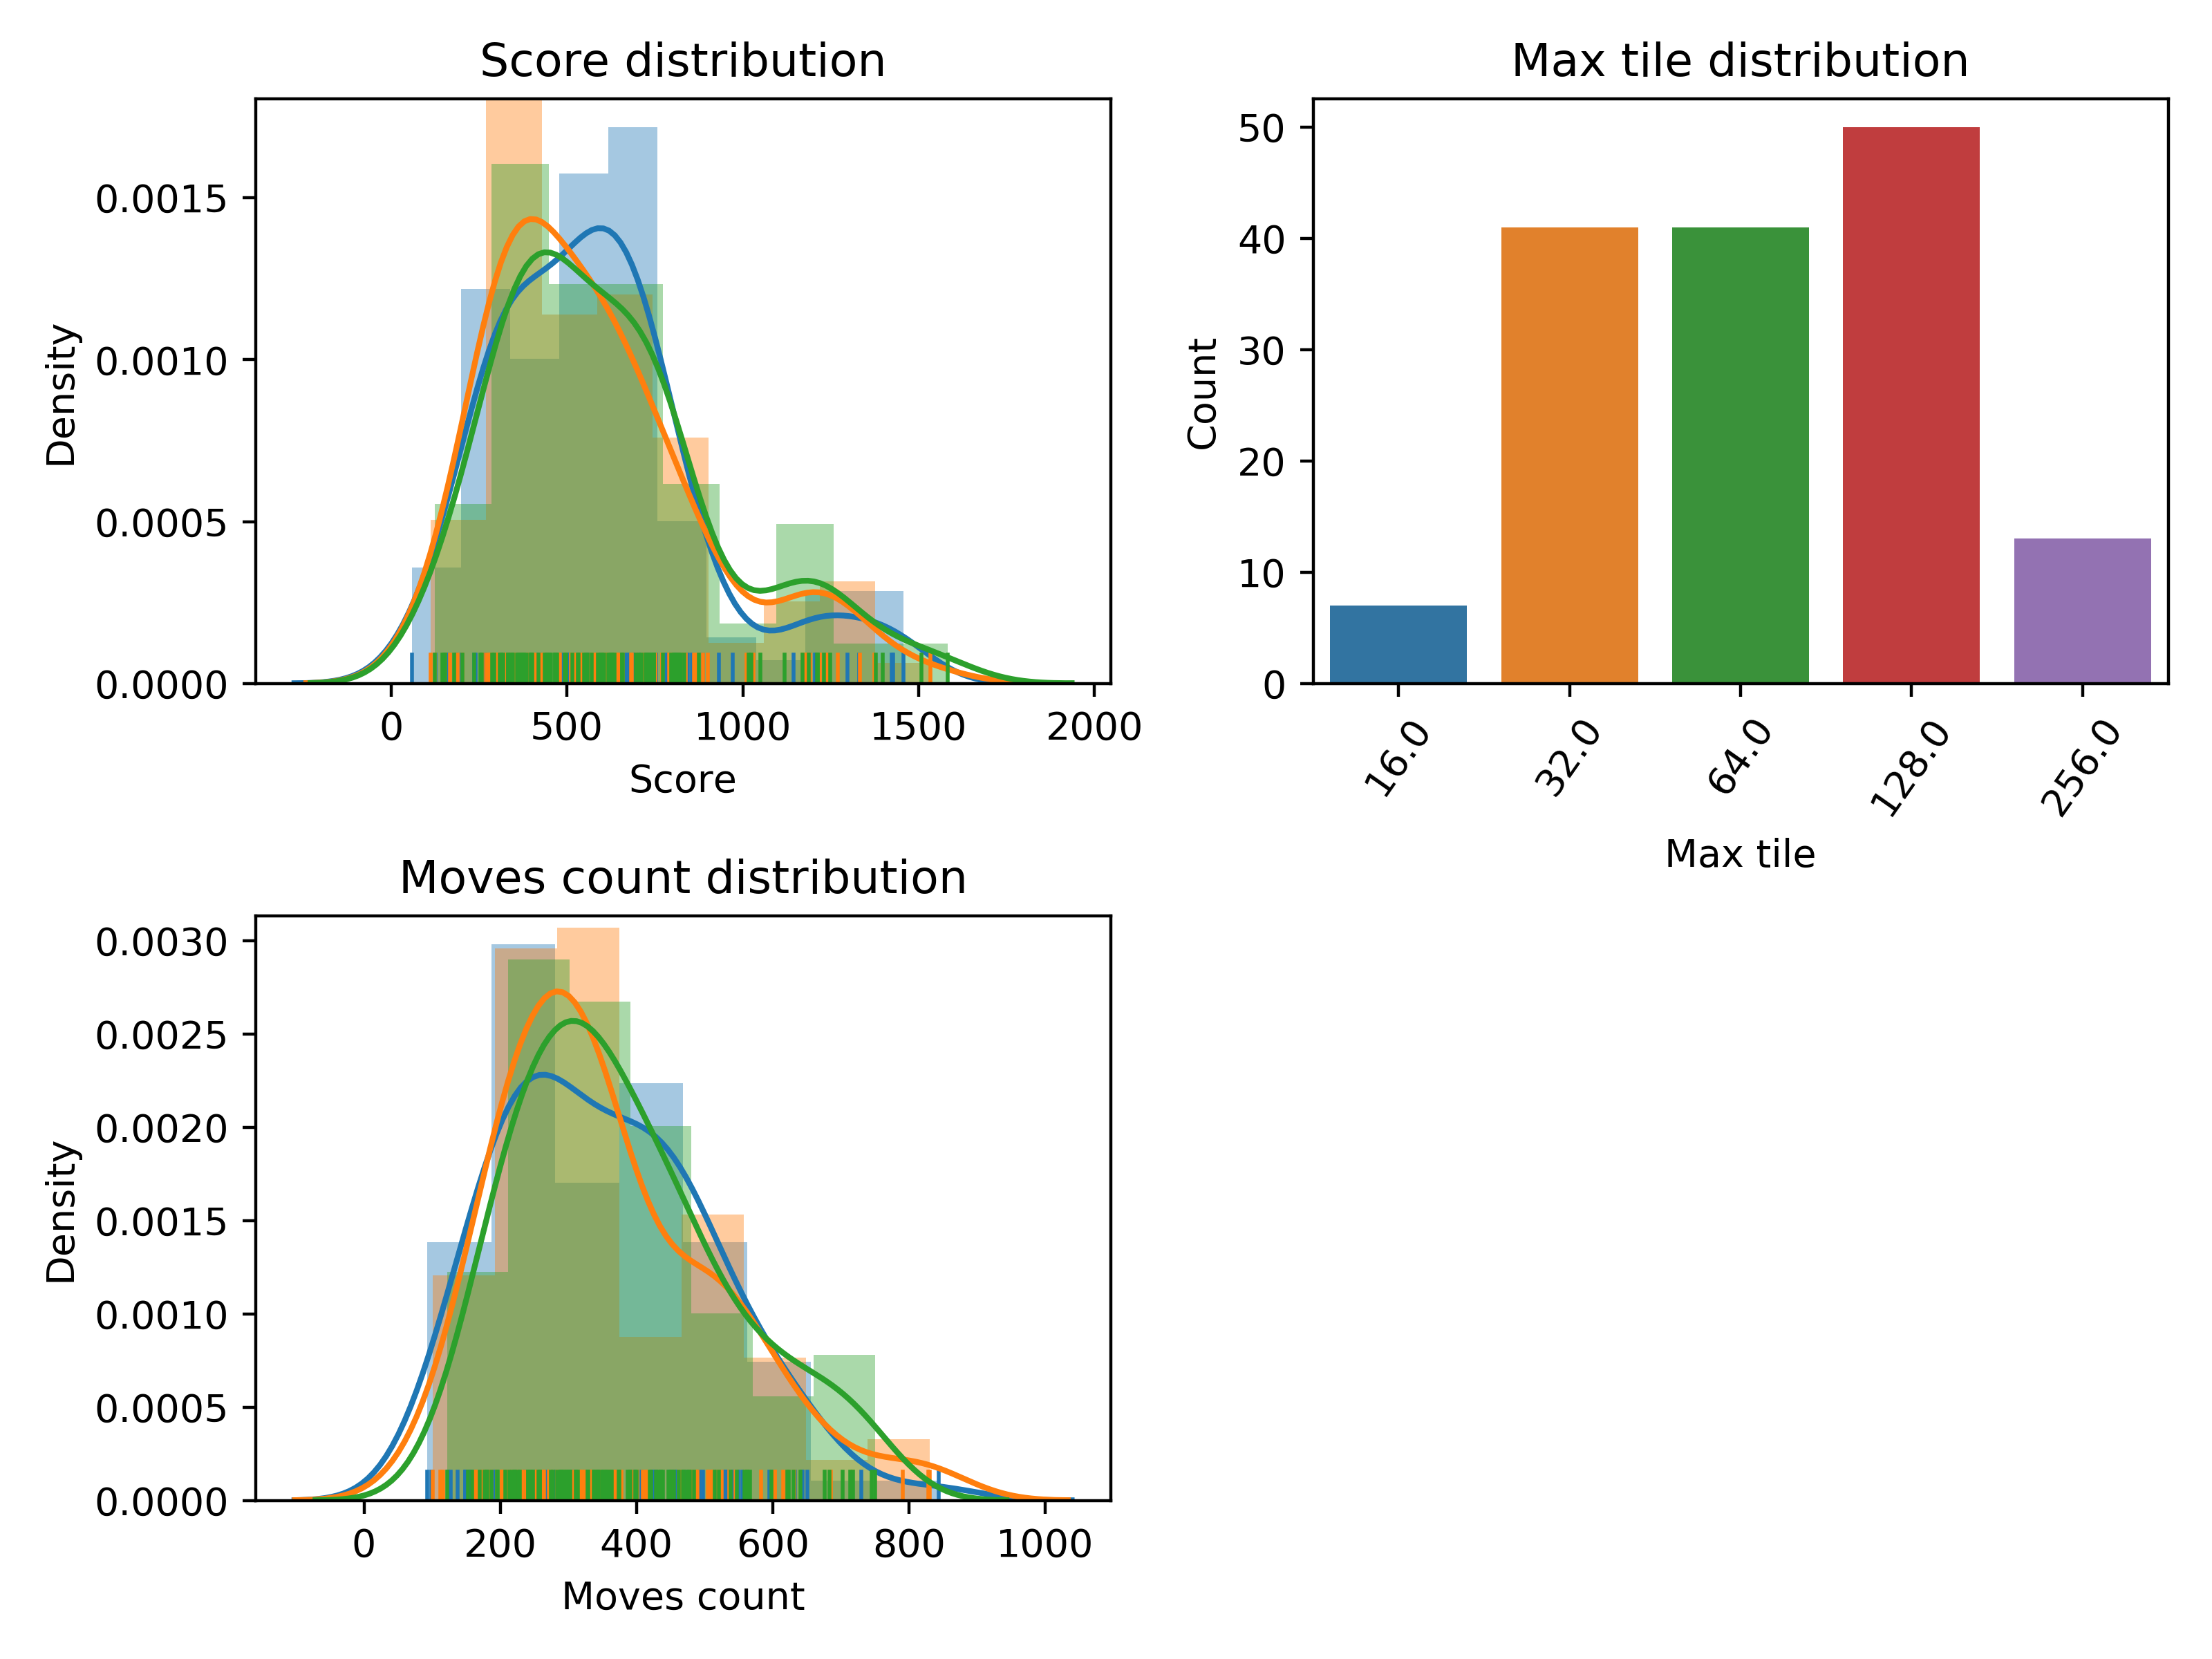 Score distribution
Density
0.0015
0.0010
0.0005
0.0000
0 500 1000 1500 2000
Score
Max tile distribution
Count
50
40
30
20
10
0
16.0 32.0 64.0 128.0 256.0
Max tile
Moves count distribution
Density
0.0030
0.0025
0.0020
0.0015
0.0010
0.0005
0.0000
0 200 400 600 800 1000
Moves count